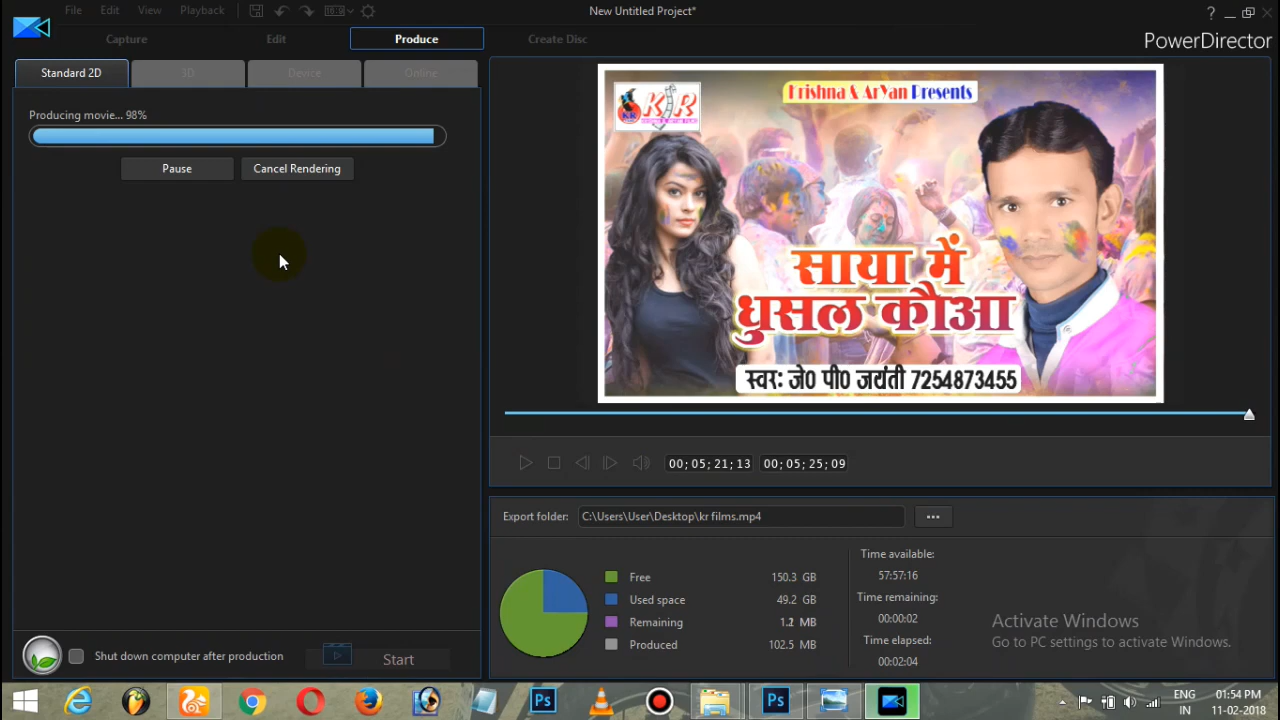 File Edit View Playback
New Untitled Project*
Capture Edit Produce Create Disc
PowerDirector
Standard 2D 3D Device Online
Producing movie... 98%
Pause Cancel Rendering
Krishna & ArYan Presents
KR
साया में
धुसल कौआ
स्वरः जे0 पी0 जयंती 7254873455
00; 05; 21; 13 00; 05; 25; 09
Export folder: C:\Users\User\Desktop\kr films.mp4 ...
Free 150.3 GB
Used space 49.2 GB
Remaining MB
Produced 102.5 MB
Time available:
57:57:16
Time remaining:
00:00:02
Time elapsed:
00:02:04
Activate Windows
Go to PC settings to activate Windows.
Shut down computer after production Start
Ps Ps
ENG 01:54 PM
IN 11-02-2018